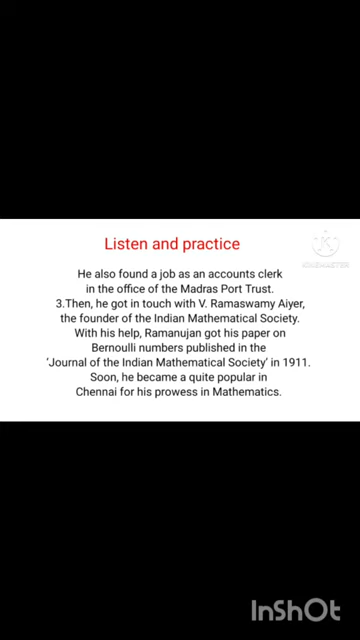 Listen and practice
KINEMASTER
He also found a job as an accounts clerk
in the office of the Madras Port Trust.
3.Then, he got in touch with V. Ramaswamy Aiyer,
the founder of the Indian Mathematical Society.
With his help, Ramanujan got his paper on
Bernoulli numbers published in the
‘Journal of the Indian Mathematical Society’ in 1911.
Soon, he became a quite popular in
Chennai for his prowess in Mathematics.
InShOt